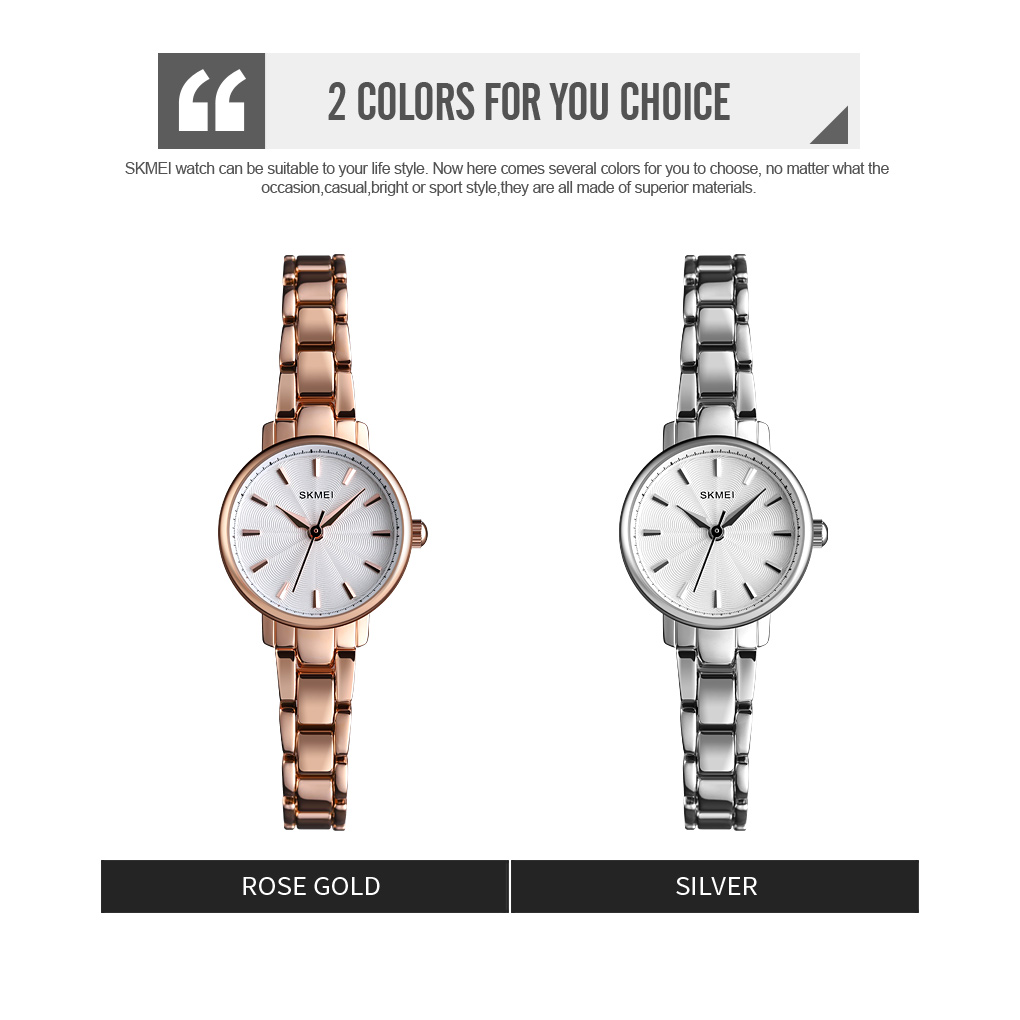 2 COLORS FOR YOU CHOICE
SKMEI watch can be suitable to your life style. Now here comes several colors for you to choose, no matter what the
occasion,casual,bright or sport style,they are all made of superior materials.
SKMEI
SKMEI
ROSE GOLD
SILVER